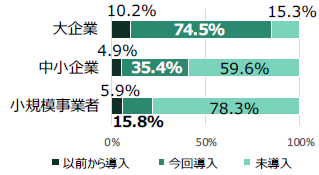 10.2% 15.3%
大企業 74.5%
4.9%
中小企業 35.4% 59.6%
5.9%
小規模事業者 78.3%
15.8%
0% 50% 100%
以前から導入 今回導入 未導入